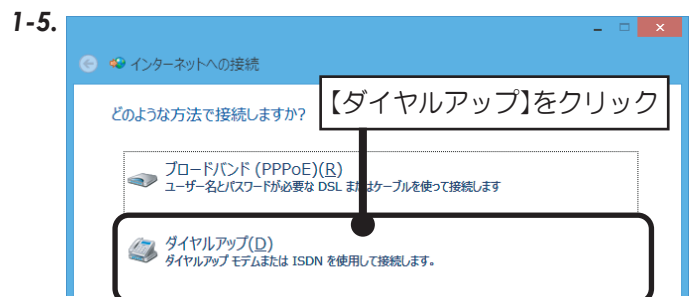 1-5.
インターネットへの接続
どのような方法で接続しますか?
【ダイヤルアップ】をクリック
ブロードバンド (PPPoE)(R)
ユーザー名とパスワードが必要な DSL またはケーブルを使って接続します
ダイヤルアップ(D)
ダイヤルアップ モデムまたは ISDN を使用して接続します。